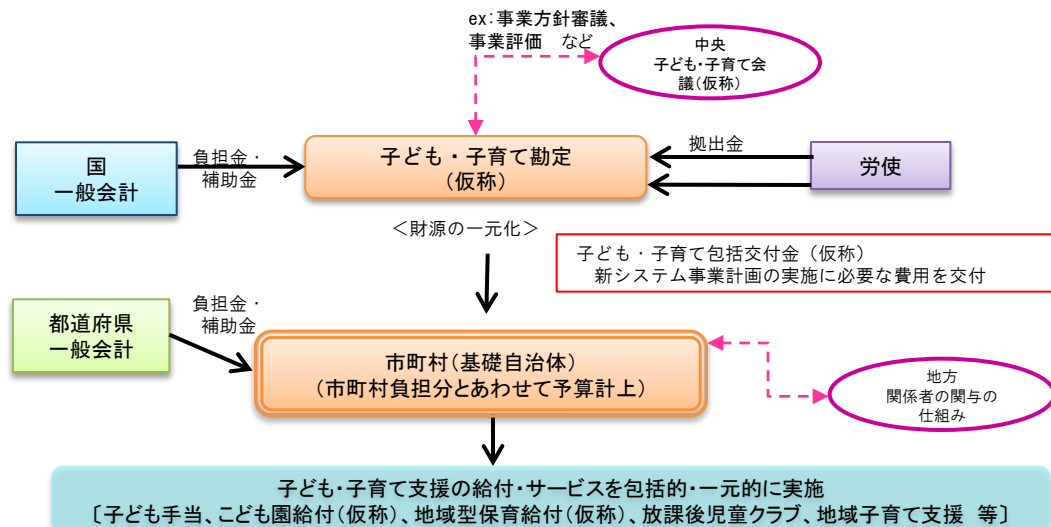 ex：事業方針審議、
事業評価　など
中央
子ども・子育て会
議（仮称）
国
一般会計
負担金・
補助金
子ども・子育て勘定
（仮称）
拠出金
労使
＜財源の一元化＞
子ども・子育て包括交付金（仮称）
新システム事業計画の実施に必要な費用を交付
都道府県
一般会計
負担金・
補助金
市町村（基礎自治体）
（市町村負担分とあわせて予算計上）
地方
関係者の関与の
仕組み
子ども・子育て支援の給付・サービスを包括的・一元的に実施
〔子ども手当、こども園給付（仮称）、地域型保育給付（仮称）、放課後児童クラブ、地域子育て支援　等〕